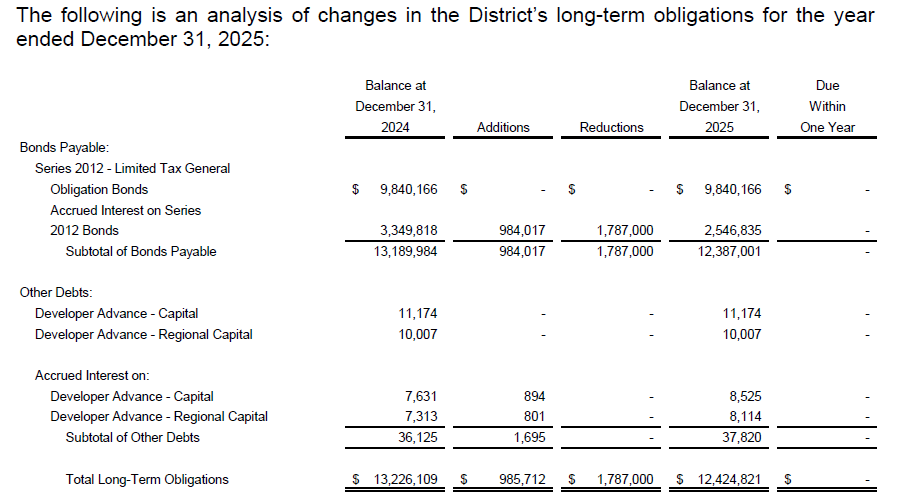 The following is an analysis of changes in the District’s long-term obligations for the year
ended December 31, 2025:
Balance at Balance at Due
December 31, December 31, Within
2024 Additions Reductions 2025 One Year
Bonds Payable:
Series 2012 - Limited Tax General
Obligation Bonds $ 9,840,166 $ - $ - $ 9,840,166 $ -
Accrued Interest on Series
2012 Bonds 3,349,818 984,017 1,787,000 2,546,835 -
Subtotal of Bonds Payable 13,189,984 984,017 1,787,000 12,387,001 -
Other Debts:
Developer Advance - Capital 11,174 - - 11,174 -
Developer Advance - Regional Capital 10,007 - - 10,007 -
Accrued Interest on:
Developer Advance - Capital 7,631 894 - 8,525 -
Developer Advance - Regional Capital 7,313 801 - 8,114 -
Subtotal of Other Debts 36,125 1,695 - 37,820 -
Total Long-Term Obligations $ 13,226,109 $ 985,712 $ 1,787,000 $ 12,424,821 $ -